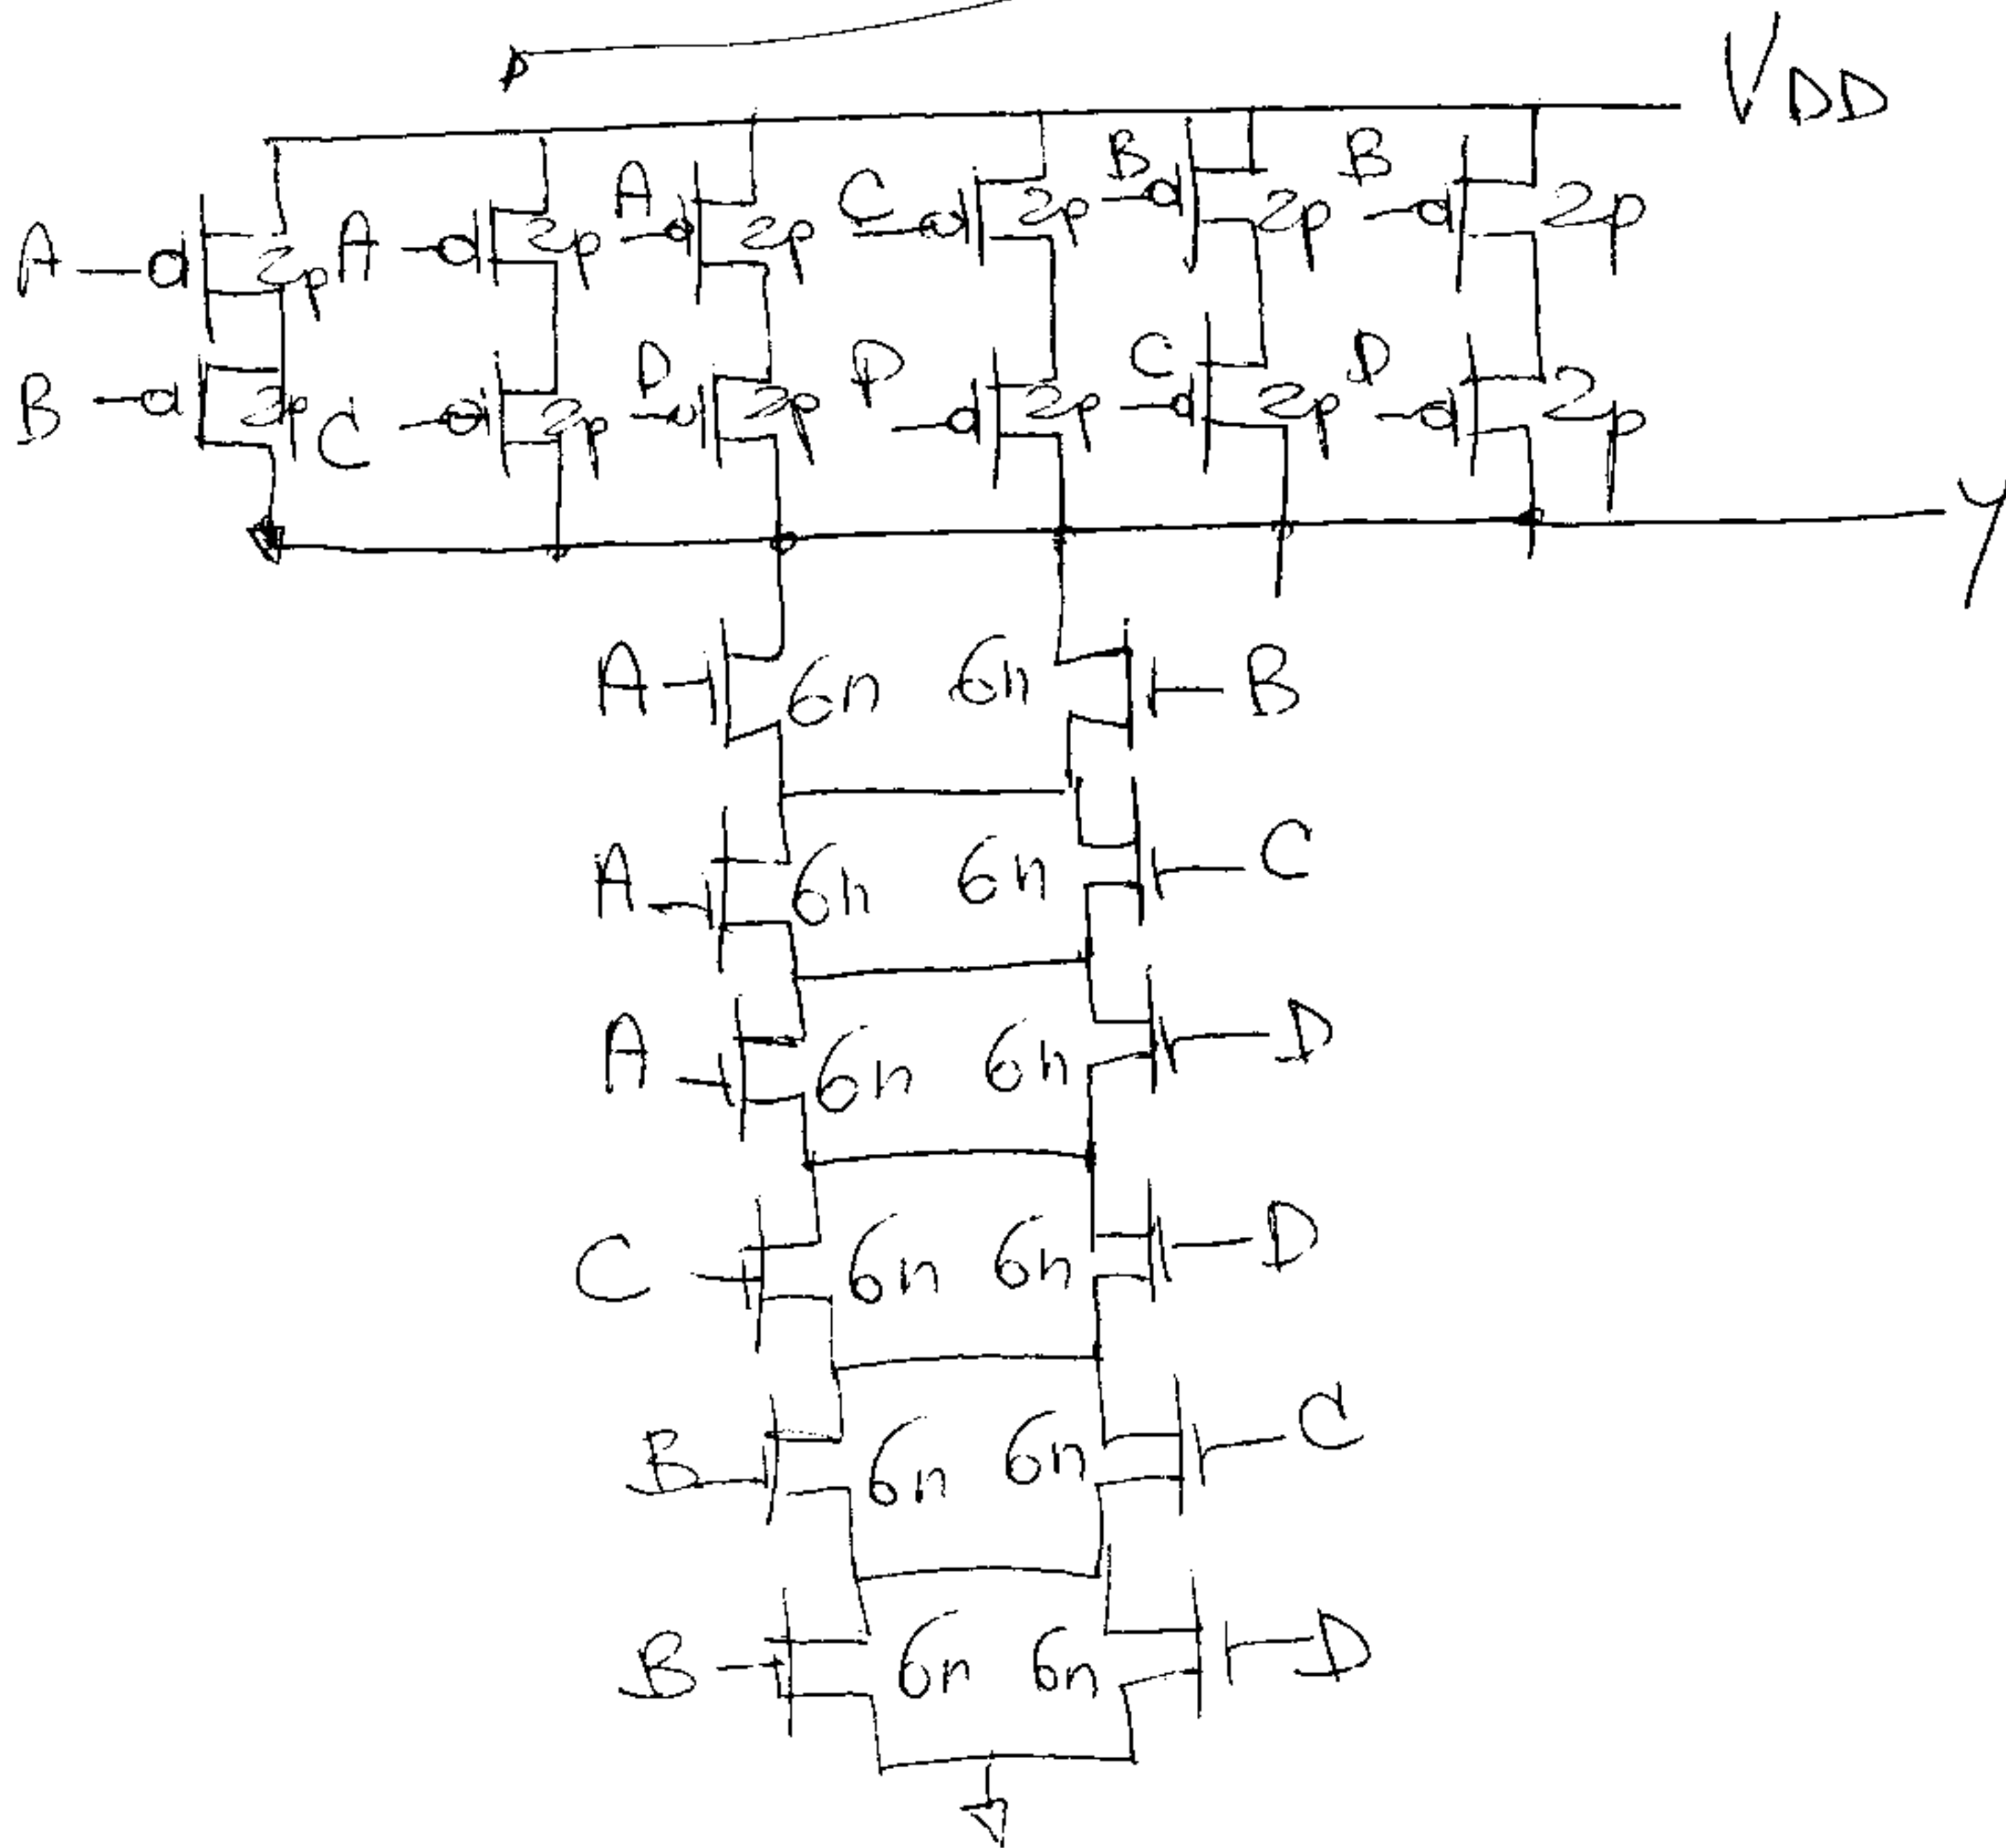 V_DD
A 2p A 2p A 2p C 2p B 2p B 2p
B 2p C 2p D 2p D 2p C 2p D 2p
Y
A 6n 6n B
A 6n 6n C
A 6n 6n D
C 6n 6n D
B 6n 6n C
B 6n 6n D